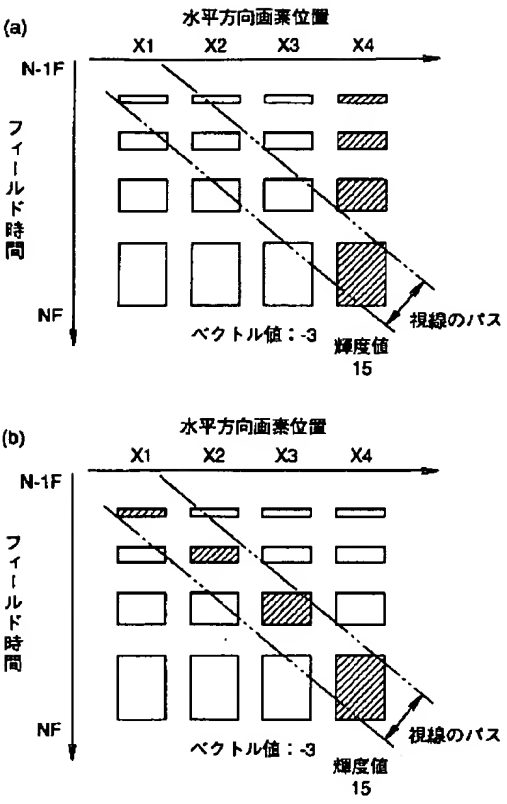 (a)
水平方向画素位置
X1 X2 X3 X4
N-1F
フィールド時間
NF
ベクトル値：-3
視線のパス
輝度値
15
(b)
水平方向画素位置
X1 X2 X3 X4
N-1F
フィールド時間
NF
ベクトル値：-3
視線のパス
輝度値
15